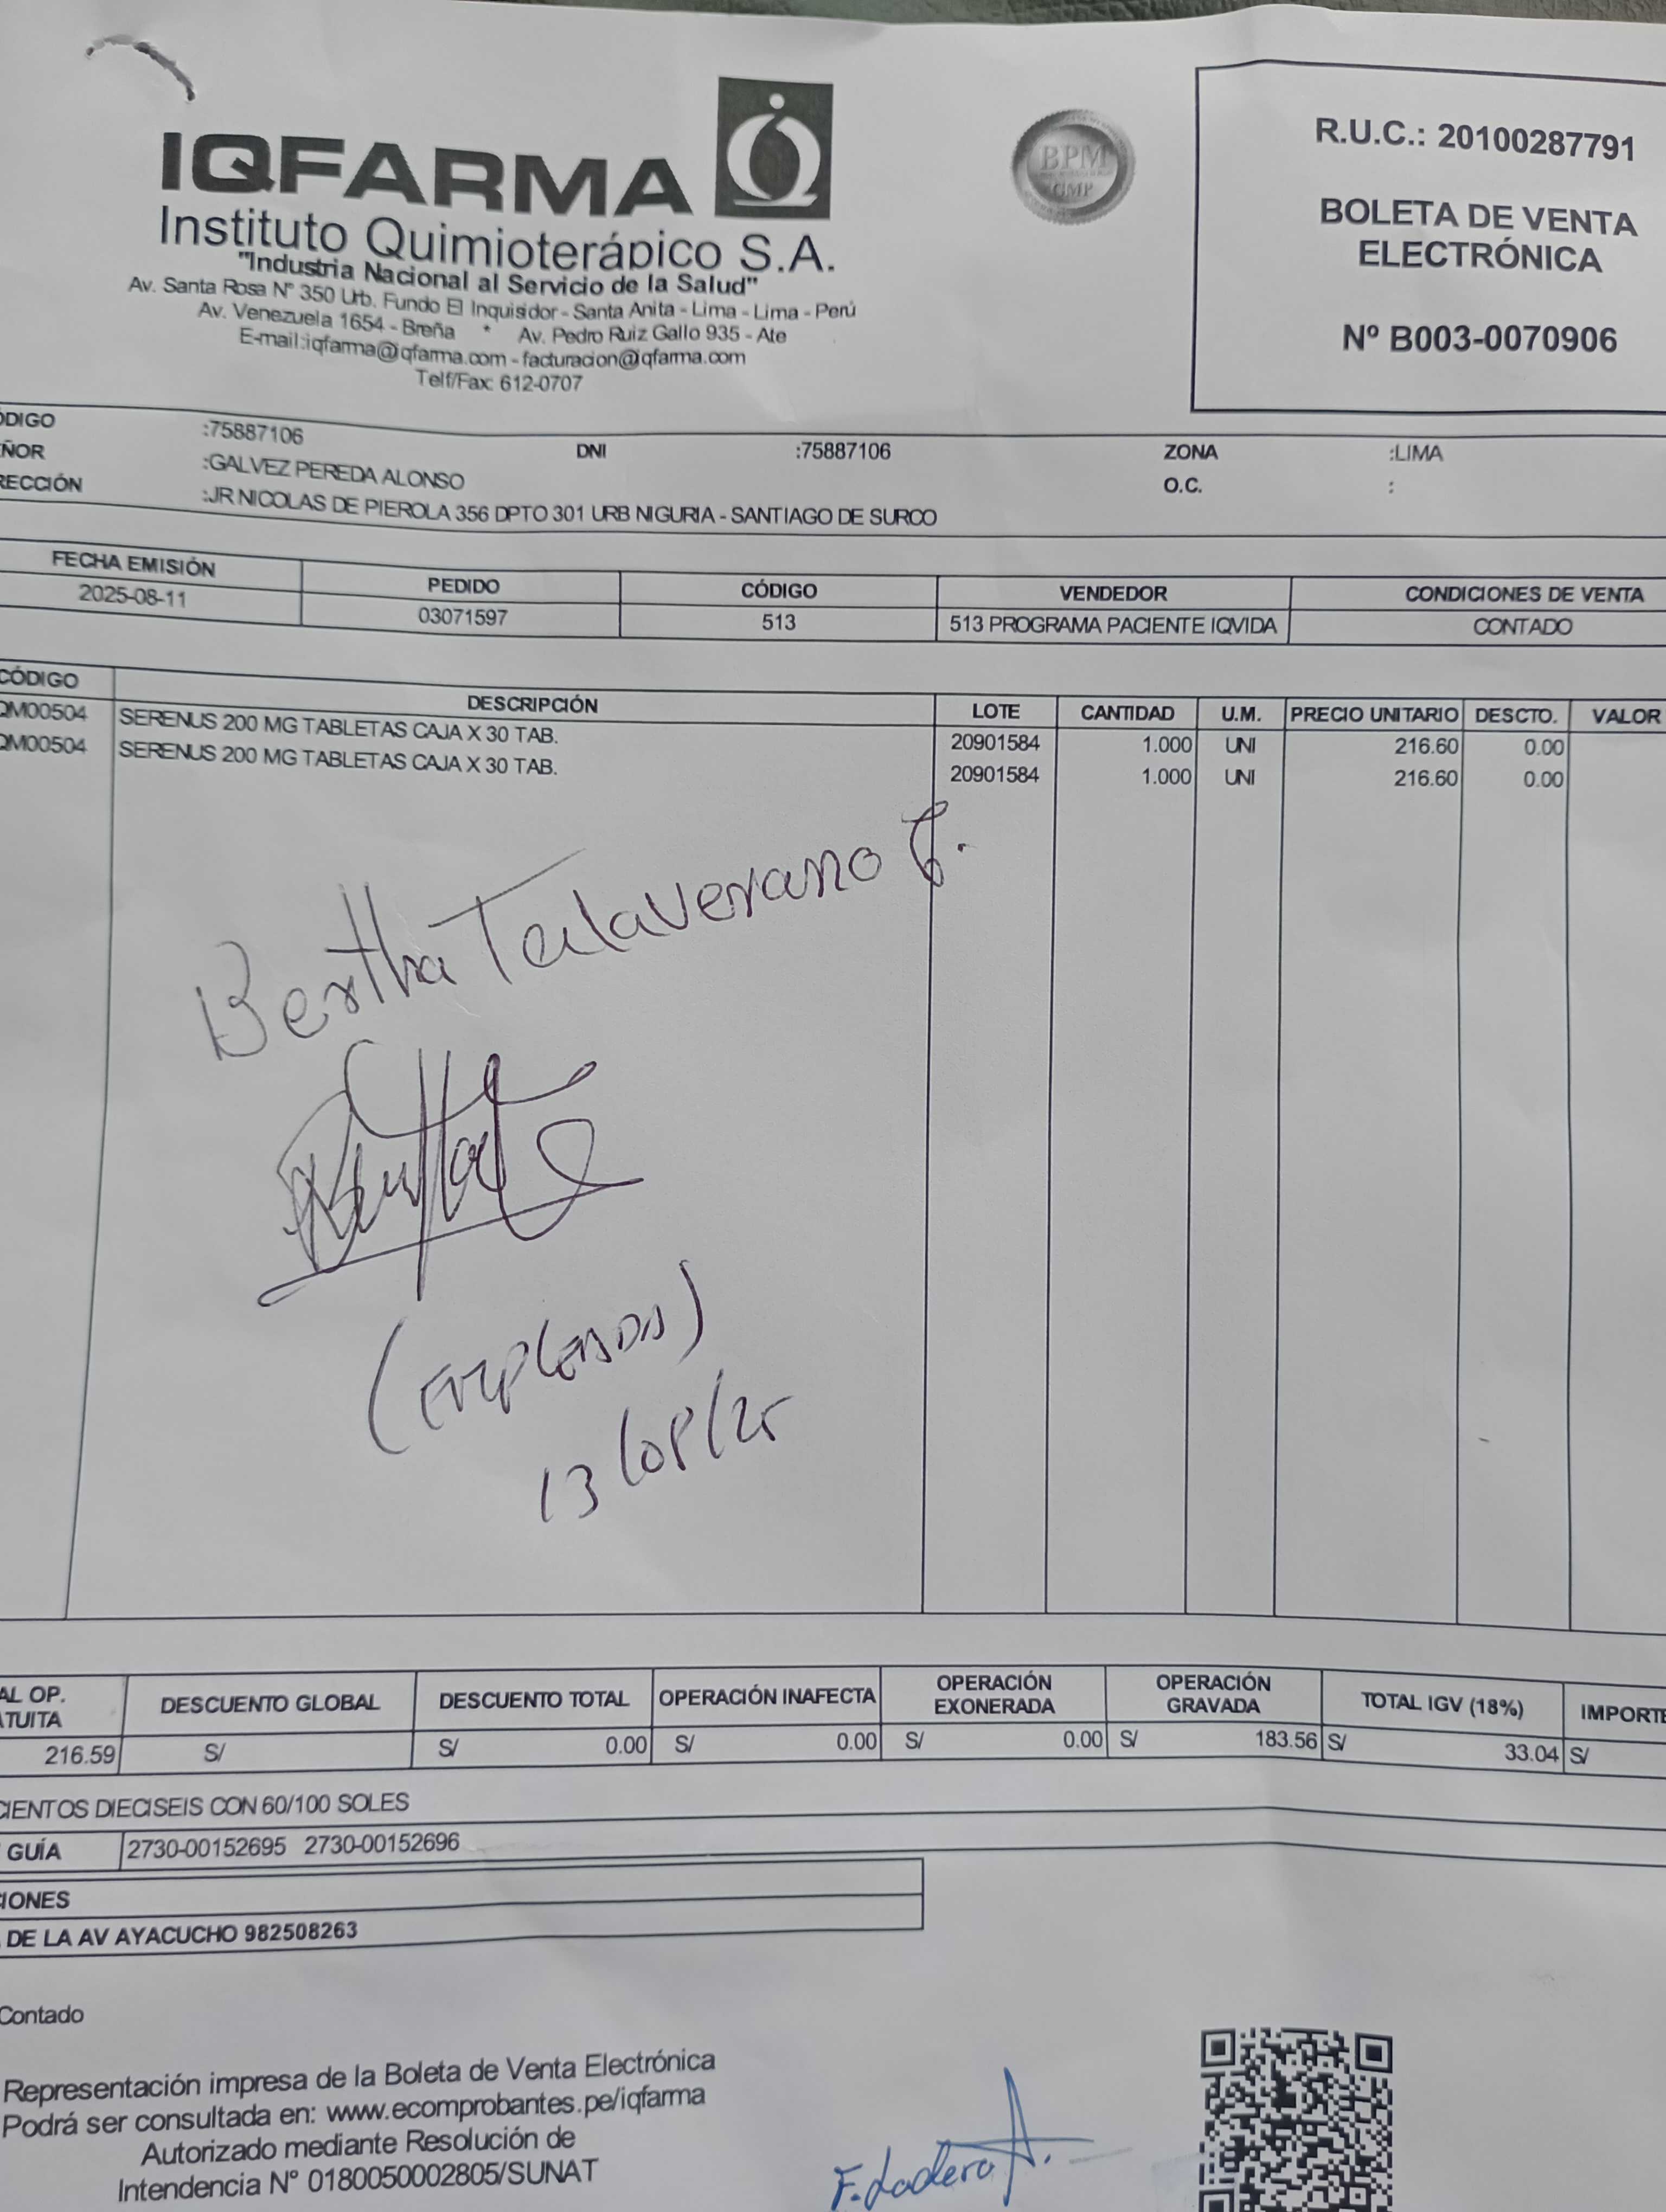 IQFARMA
Instituto Quimioterápico S.A.
"Industria Nacional al Servicio de la Salud"
Av. Santa Rosa Nº 350 Urb. Fundo El Inquisidor - Santa Anita - Lima - Lima - Perú
Av. Venezuela 1654 - Breña * Av. Pedro Ruiz Gallo 935 - Ate
E-mail:iqfarma@iqfarma.com - facturacion@iqfarma.com
Telf/Fax: 612-0707
BPM
GMP
R.U.C.: 20100287791
BOLETA DE VENTA
ELECTRÓNICA
Nº B003-0070906
ÓDIGO :75887106 DNI :75887106 ZONA :LIMA
EÑOR :GALVEZ PEREDA ALONSO O.C. :
RECCIÓN :JR NICOLAS DE PIEROLA 356 DPTO 301 URB NIGURIA - SANTIAGO DE SURCO
FECHA EMISIÓN PEDIDO CÓDIGO VENDEDOR CONDICIONES DE VENTA
2025-08-11 03071597 513 513 PROGRAMA PACIENTE IQVIDA CONTADO
CÓDIGO DESCRIPCIÓN LOTE CANTIDAD U.M. PRECIO UNITARIO DESCTO. VALOR
QM00504 SERENUS 200 MG TABLETAS CAJA X 30 TAB. 20901584 1.000 UNI 216.60 0.00
QM00504 SERENUS 200 MG TABLETAS CAJA X 30 TAB. 20901584 1.000 UNI 216.60 0.00
Bertha Talaverano
(EMPLEADA)
13/08/25
AL OP. ATUITA DESCUENTO GLOBAL DESCUENTO TOTAL OPERACIÓN INAFECTA OPERACIÓN EXONERADA OPERACIÓN GRAVADA TOTAL IGV (18%) IMPORTE
216.59 S/ S/ 0.00 S/ 0.00 S/ 0.00 S/ 183.56 S/ 33.04 S/
CIENTOS DIECISEIS CON 60/100 SOLES
GUÍA 2730-00152695 2730-00152696
IONES
DE LA AV AYACUCHO 982508263
Contado
Representación impresa de la Boleta de Venta Electrónica
Podrá ser consultada en: www.ecomprobantes.pe/iqfarma
Autorizado mediante Resolución de
Intendencia Nº 0180050002805/SUNAT
F. Ladera A.